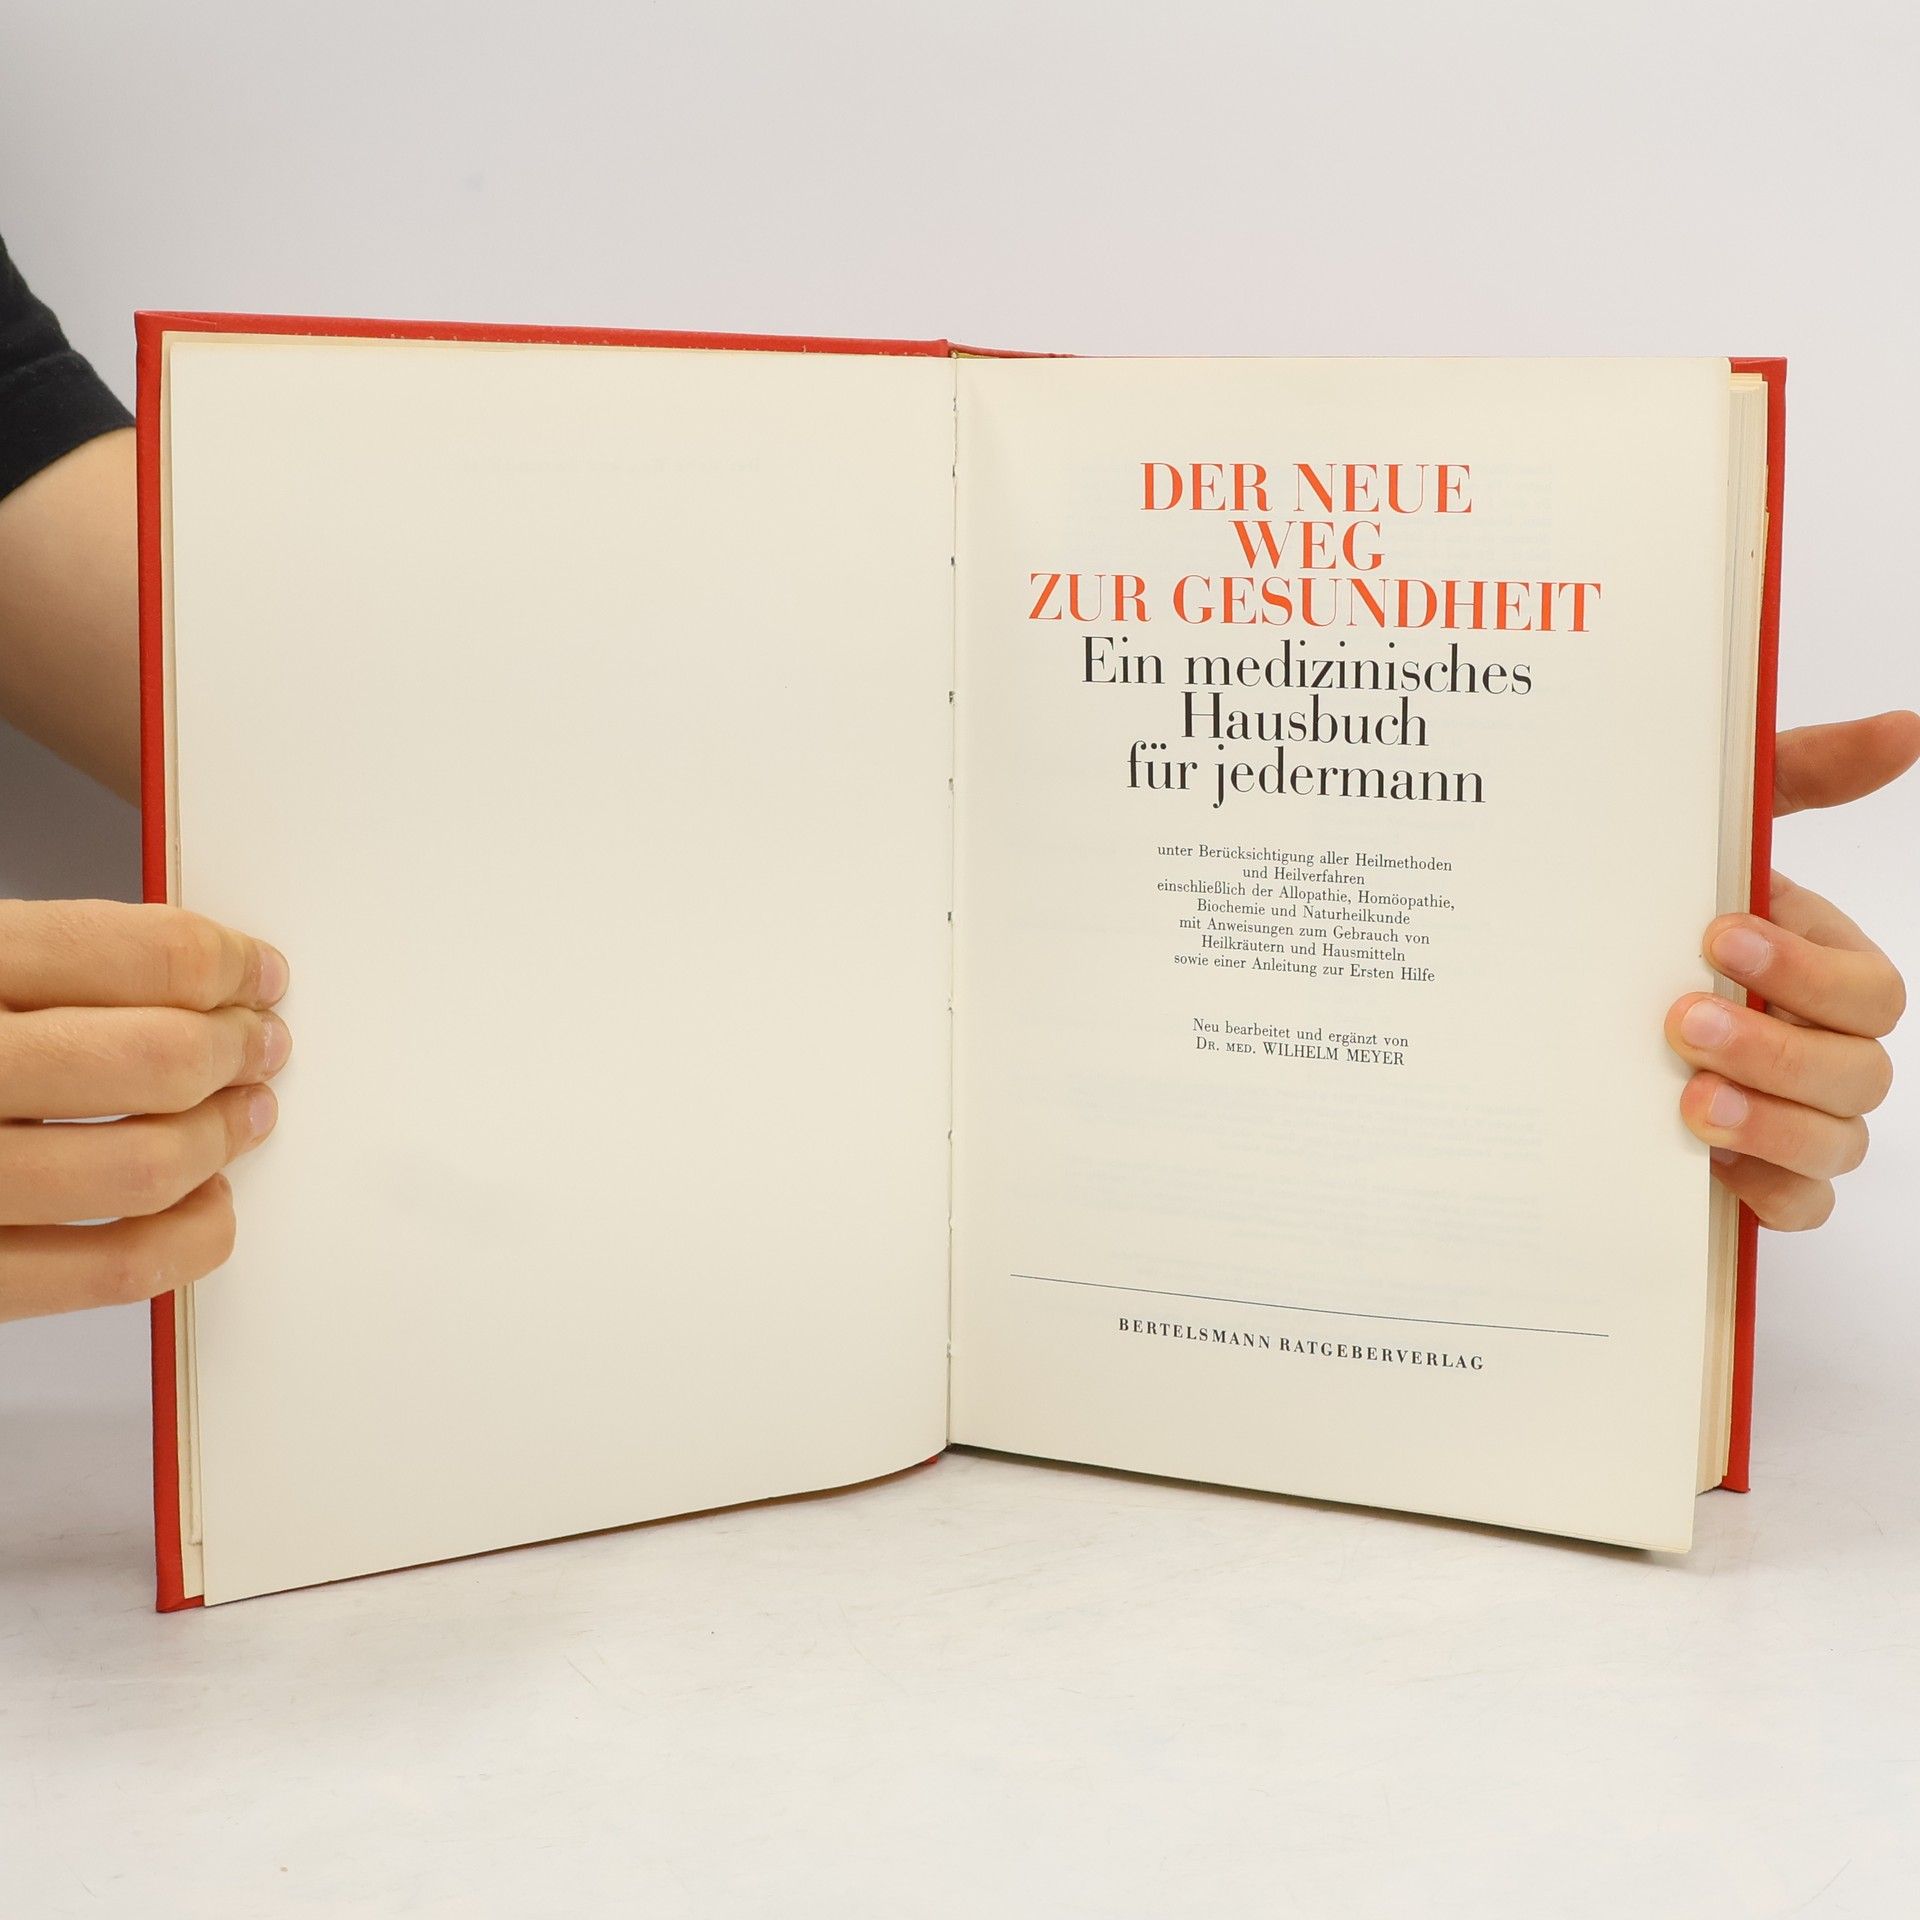 DER NEUE
WEG
ZUR GESUNDHEIT
Ein medizinisches
Hausbuch
für jedermann
unter Berücksichtigung aller Heilmethoden
und Heilverfahren
einschließlich der Allopathie, Homöopathie,
Biochemie und Naturheilkunde
mit Anweisungen zum Gebrauch von
Heilkräutern und Hausmitteln
sowie einer Anleitung zur Ersten Hilfe
Neu bearbeitet und ergänzt von
DR. MED. WILHELM MEYER
BERTELSMANN RATGEBERVERLAG